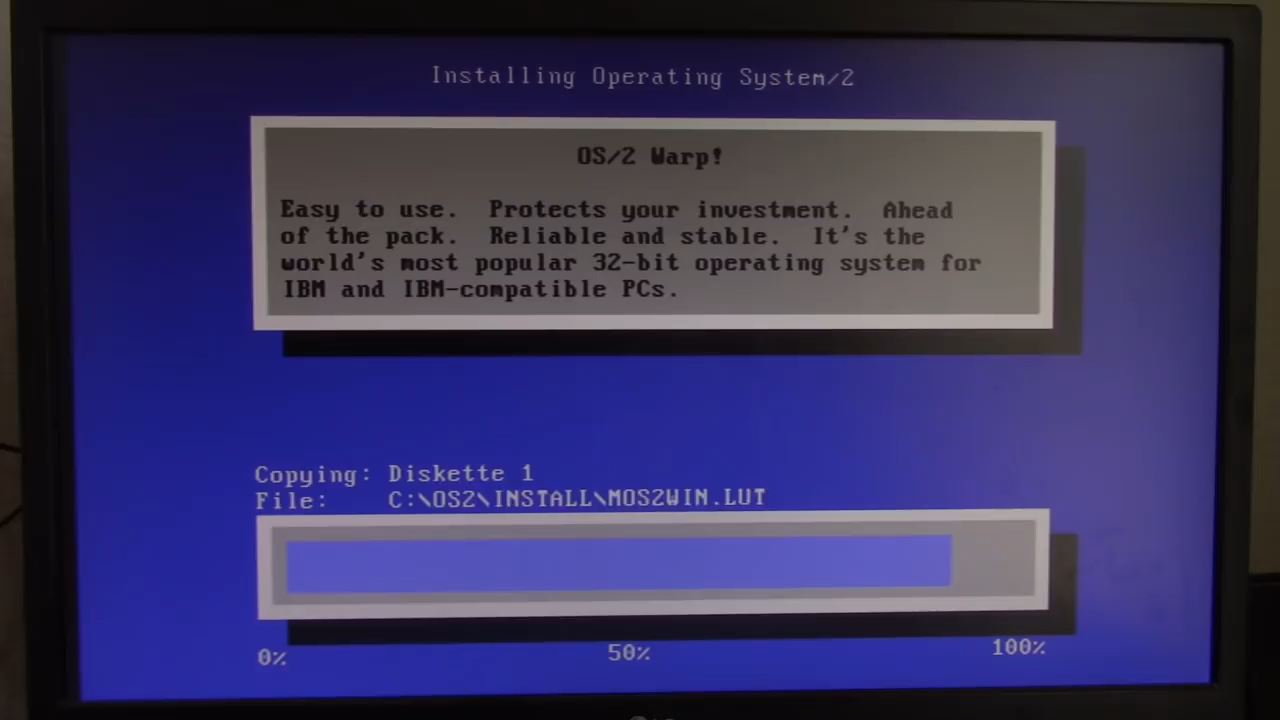 Installing Operating System/2
OS/2 Warp!
Easy to use.  Protects your investment.  Ahead
of the pack.  Reliable and stable.  It's the
world's most popular 32-bit operating system for
IBM and IBM-compatible PCs.
Copying: Diskette 1
File:    C:\OS2\INSTALL\MOS2WIN.LUT
0%    50%    100%